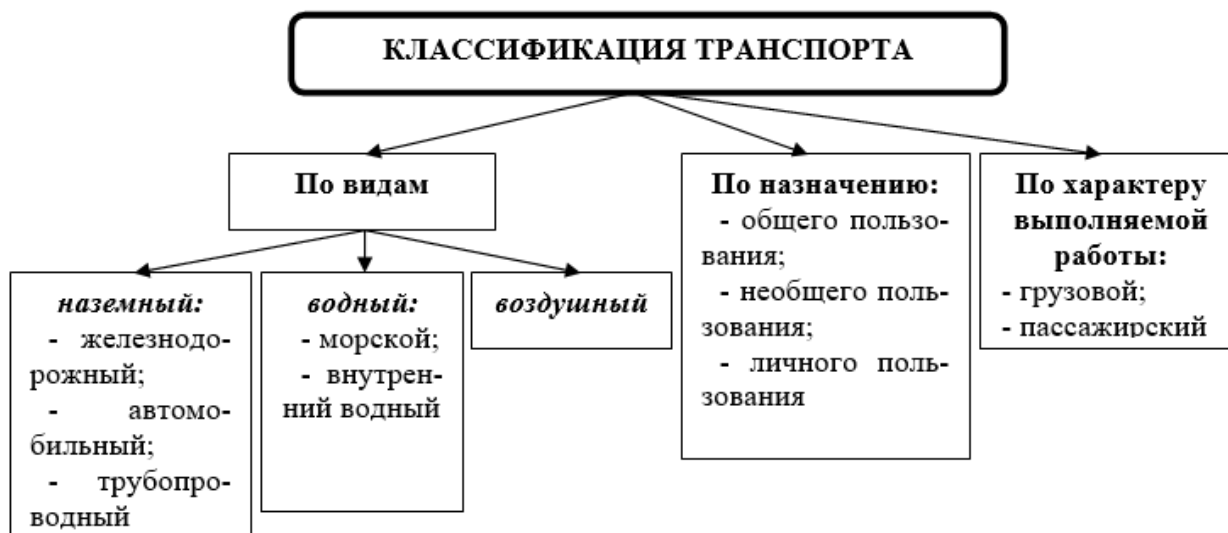 КЛАССИФИКАЦИЯ ТРАНСПОРТА
По видам
наземный:
- железнодо-
рожный;
- автомо-
бильный;
- трубопро-
водный
водный:
- морской;
- внутрен-
ний водный
воздушный
По назначению:
- общего пользо-
вания;
- необщего поль-
зования;
- личного поль-
зования
По характеру
выполняемой
работы:
- грузовой;
- пассажирский